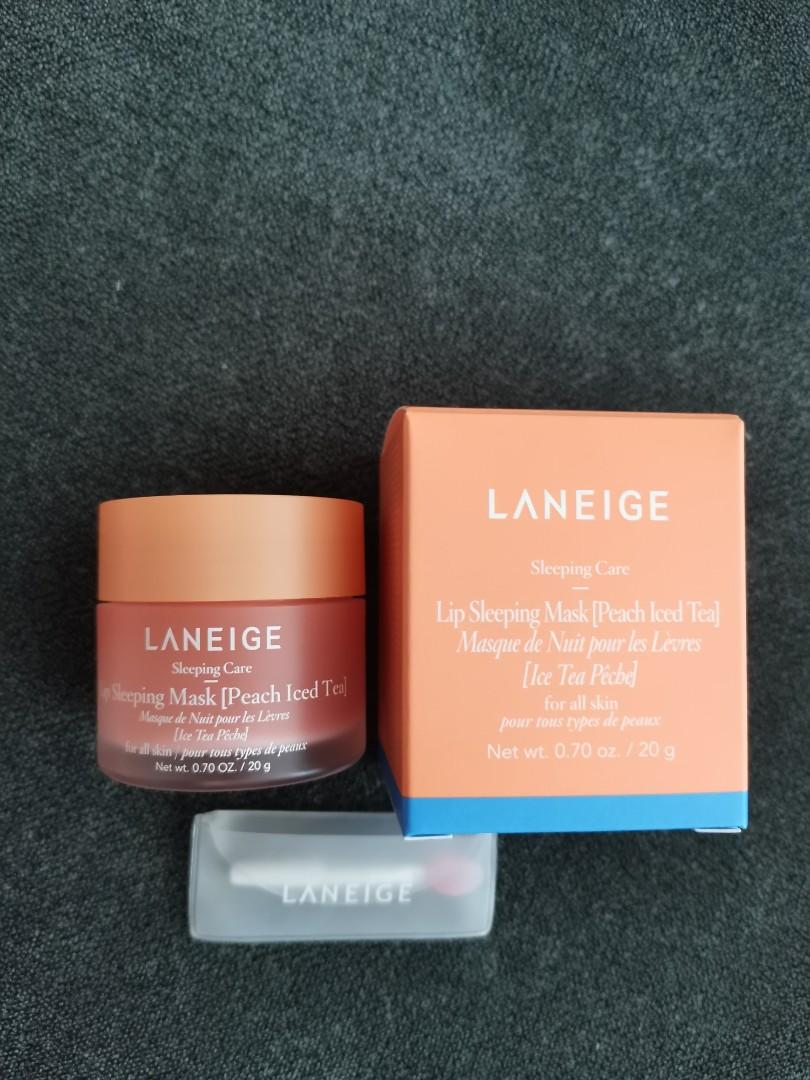 LANEIGE
Sleeping Care
Lip Sleeping Mask [Peach Iced Tea]
Masque de Nuit pour les Lèvres
[Ice Tea Pêche]
for all skin / pour tous types de peaux
Net wt. 0.70 OZ. / 20 g
LANEIGE
Sleeping Care
Lip Sleeping Mask [Peach Iced Tea]
Masque de Nuit pour les Lèvres
[Ice Tea Pêche]
for all skin
pour tous types de peaux
Net wt. 0.70 oz. / 20 g
LANEIGE